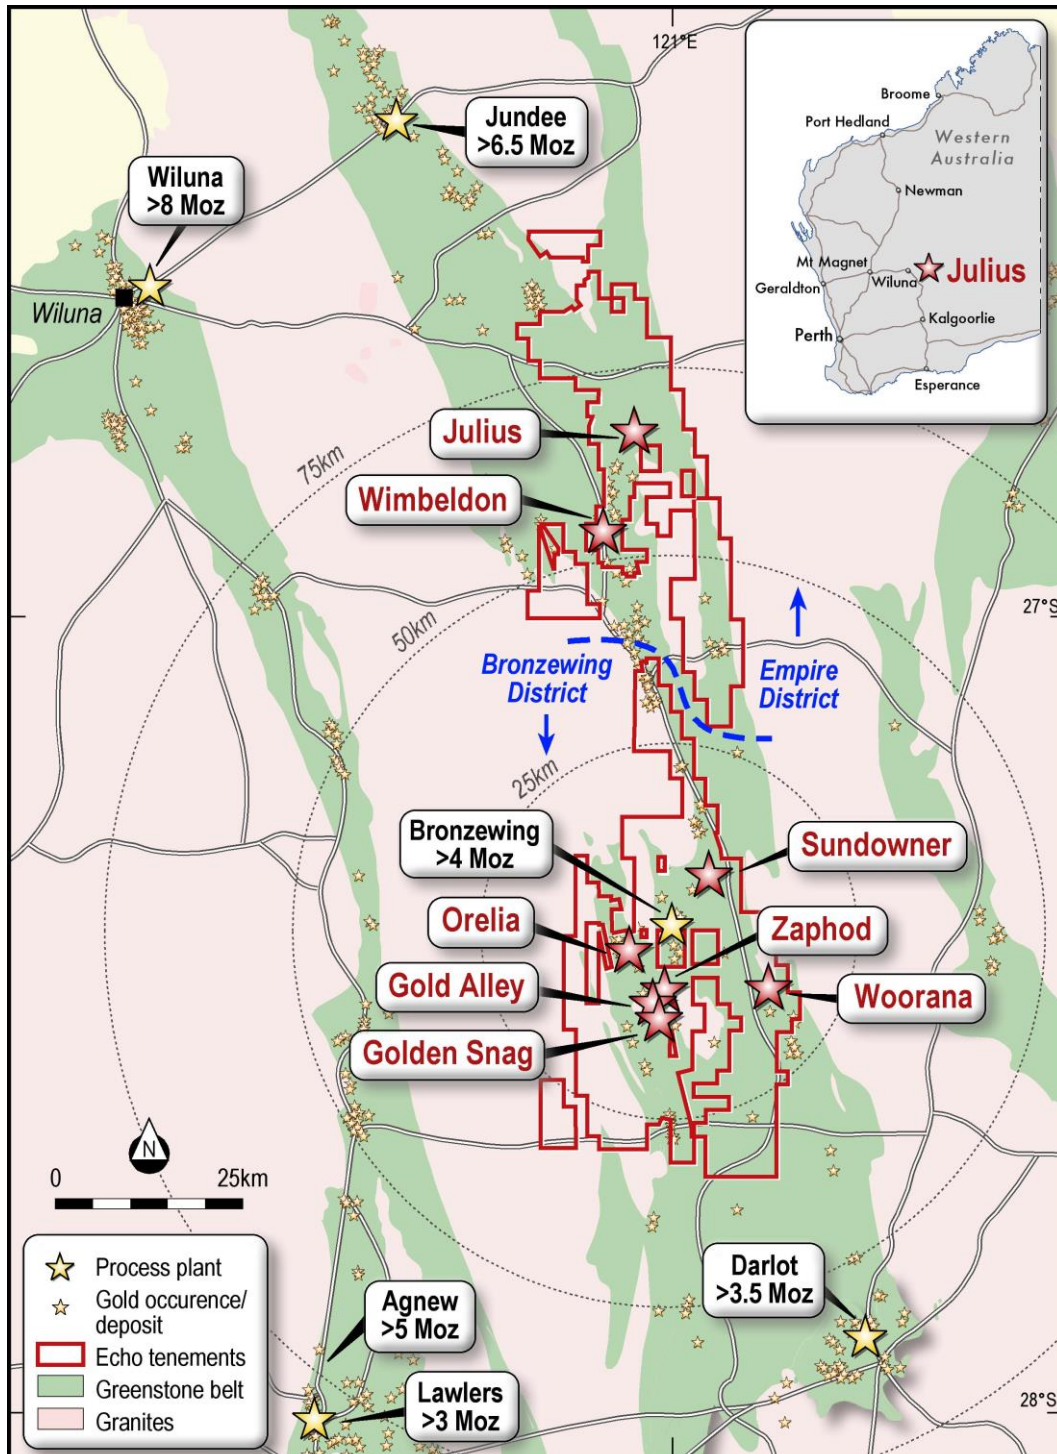 121°E
Broome
Port Hedland
Western
Australia
Newman
Mt Magnet
Wiluna
Julius
Geraldton
Kalgoorlie
Perth
Esperance
Jundee
>6.5 Moz
Wiluna
>8 Moz
Wiluna
Julius
75km
Wimbeldon
50km
27°S
Bronzewing
District
Empire
District
25km
Bronzewing
>4 Moz
Sundowner
Orelia
Zaphod
Gold Alley
Woorana
Golden Snag
N
0 25km
Process plant
Gold occurence/
deposit
Echo tenements
Greenstone belt
Granites
Agnew
>5 Moz
Lawlers
>3 Moz
Darlot
>3.5 Moz
28°S